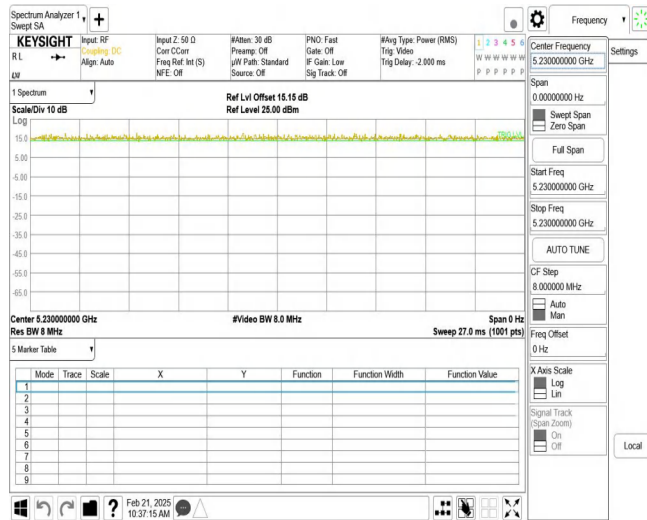 Spectrum Analyzer 1
Swept SA
Frequency
KEYSIGHT
R L
Input: RF
Coupling: DC
Align: Auto
Input Z: 50 Ω
Corr CCorr
Freq Ref: Int (S)
NFE: Off
#Atten: 30 dB
Preamp: Off
µW Path: Standard
Source: Off
PNO: Fast
Gate: Off
IF Gain: Low
Sig Track: Off
#Avg Type: Power (RMS)
Trig: Video
Trig Delay: -2.000 ms
1 2 3 4 5 6
W W W W W W
P P P P P P
1 Spectrum
Scale/Div 10 dB
Ref Lvl Offset 15.15 dB
Ref Level 25.00 dBm
Log
15.0
5.00
-5.00
-15.0
-25.0
-35.0
-45.0
-55.0
-65.0
Center 5.230000000 GHz
#Video BW 8.0 MHz
Span 0 Hz
Res BW 8 MHz
Sweep 27.0 ms (1001 pts)
5 Marker Table
Mode Trace Scale X Y Function Function Width Function Value
1
2
3
4
5
6
7
8
9
Feb 21, 2025
10:37:15 AM
Center Frequency
5.230000000 GHz
Settings
Span
0.00000000 Hz
Swept Span
Zero Span
Full Span
Start Freq
5.230000000 GHz
Stop Freq
5.230000000 GHz
AUTO TUNE
CF Step
8.000000 MHz
Auto
Man
Freq Offset
0 Hz
X Axis Scale
Log
Lin
Signal Track
(Span Zoom)
On
Off
Local